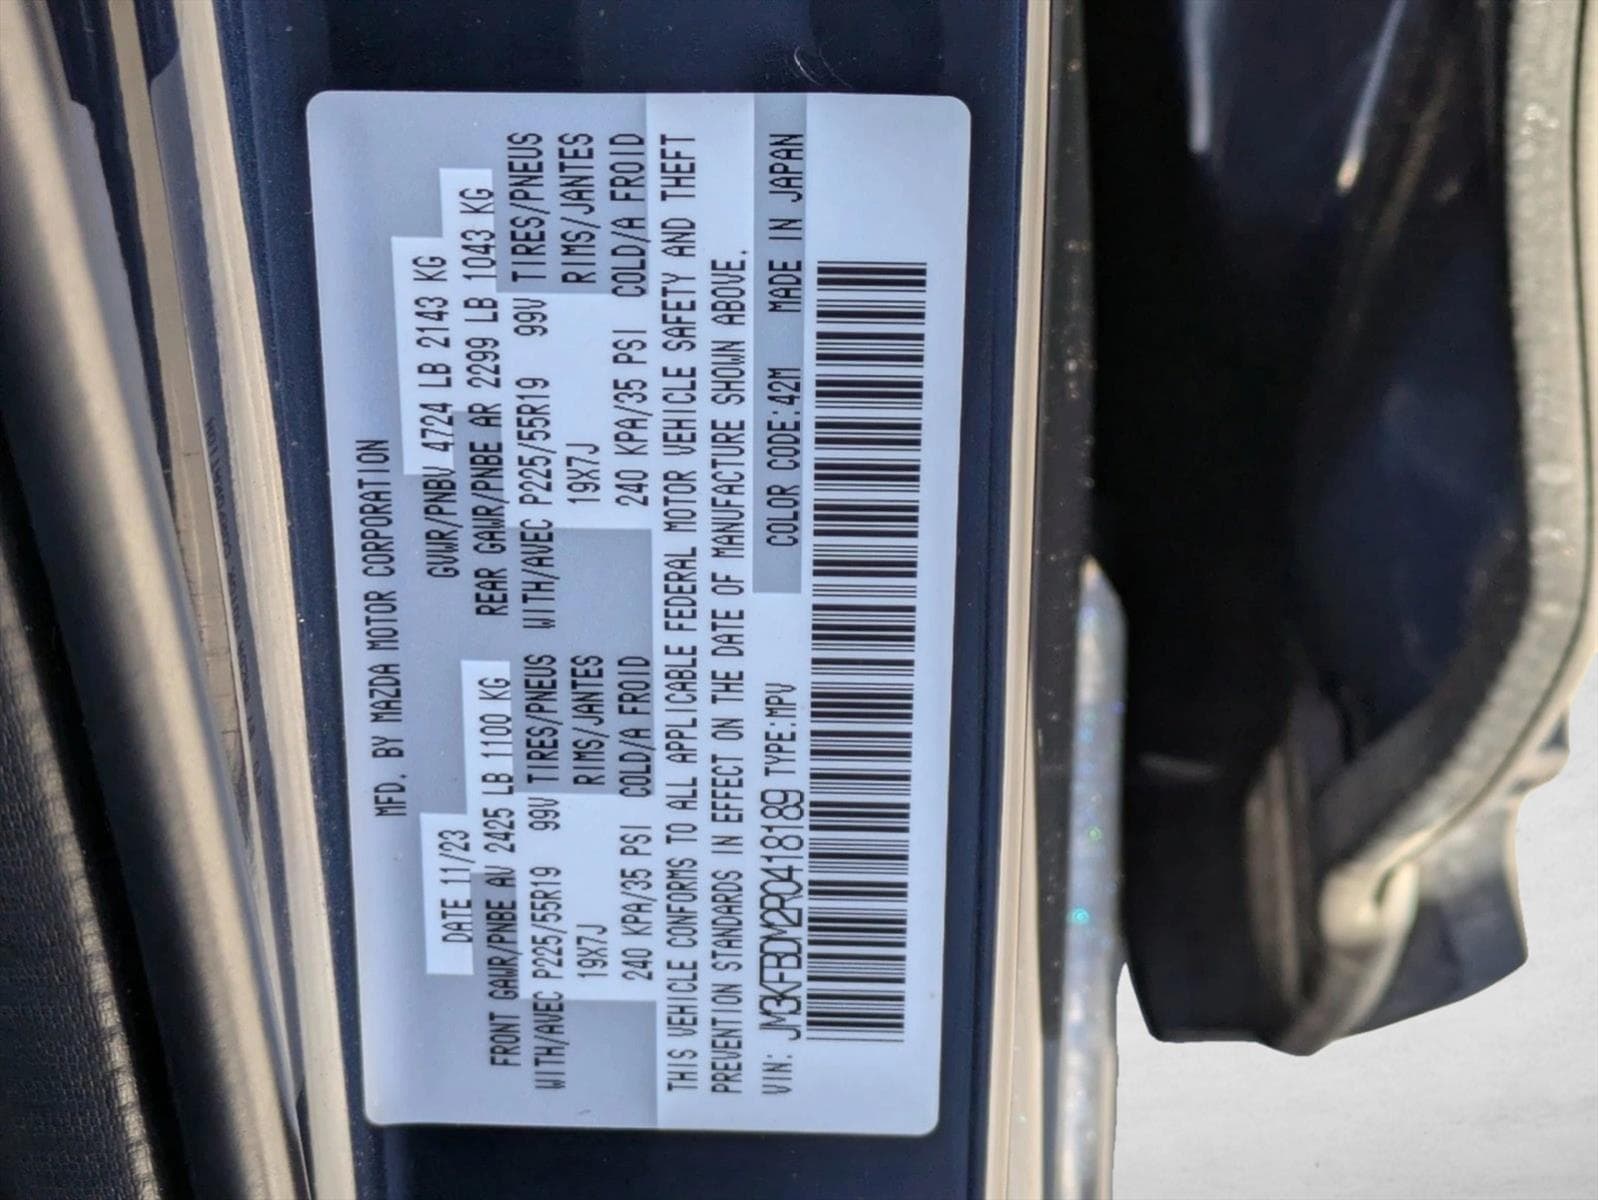 MFD. BY MAZDA MOTOR CORPORATION
DATE 11/23 GVWR/PNBV 4724 LB 2143 KG
FRONT GAWR/PNBE AV 2425 LB 1100 KG REAR GAWR/PNBE AR 2299 LB 1043 KG
WITH/AVEC P225/55R19 99V TIRES/PNEUS WITH/AVEC P225/55R19 99V TIRES/PNEUS
19X7J RIMS/JANTES 19X7J RIMS/JANTES
240 KPA/35 PSI COLD/A FROID 240 KPA/35 PSI COLD/A FROID
THIS VEHICLE CONFORMS TO ALL APPLICABLE FEDERAL MOTOR VEHICLE SAFETY AND THEFT
PREVENTION STANDARDS IN EFFECT ON THE DATE OF MANUFACTURE SHOWN ABOVE.
VIN: JM3KFBDM2R0418189 TYPE:MPV COLOR CODE:42M MADE IN JAPAN